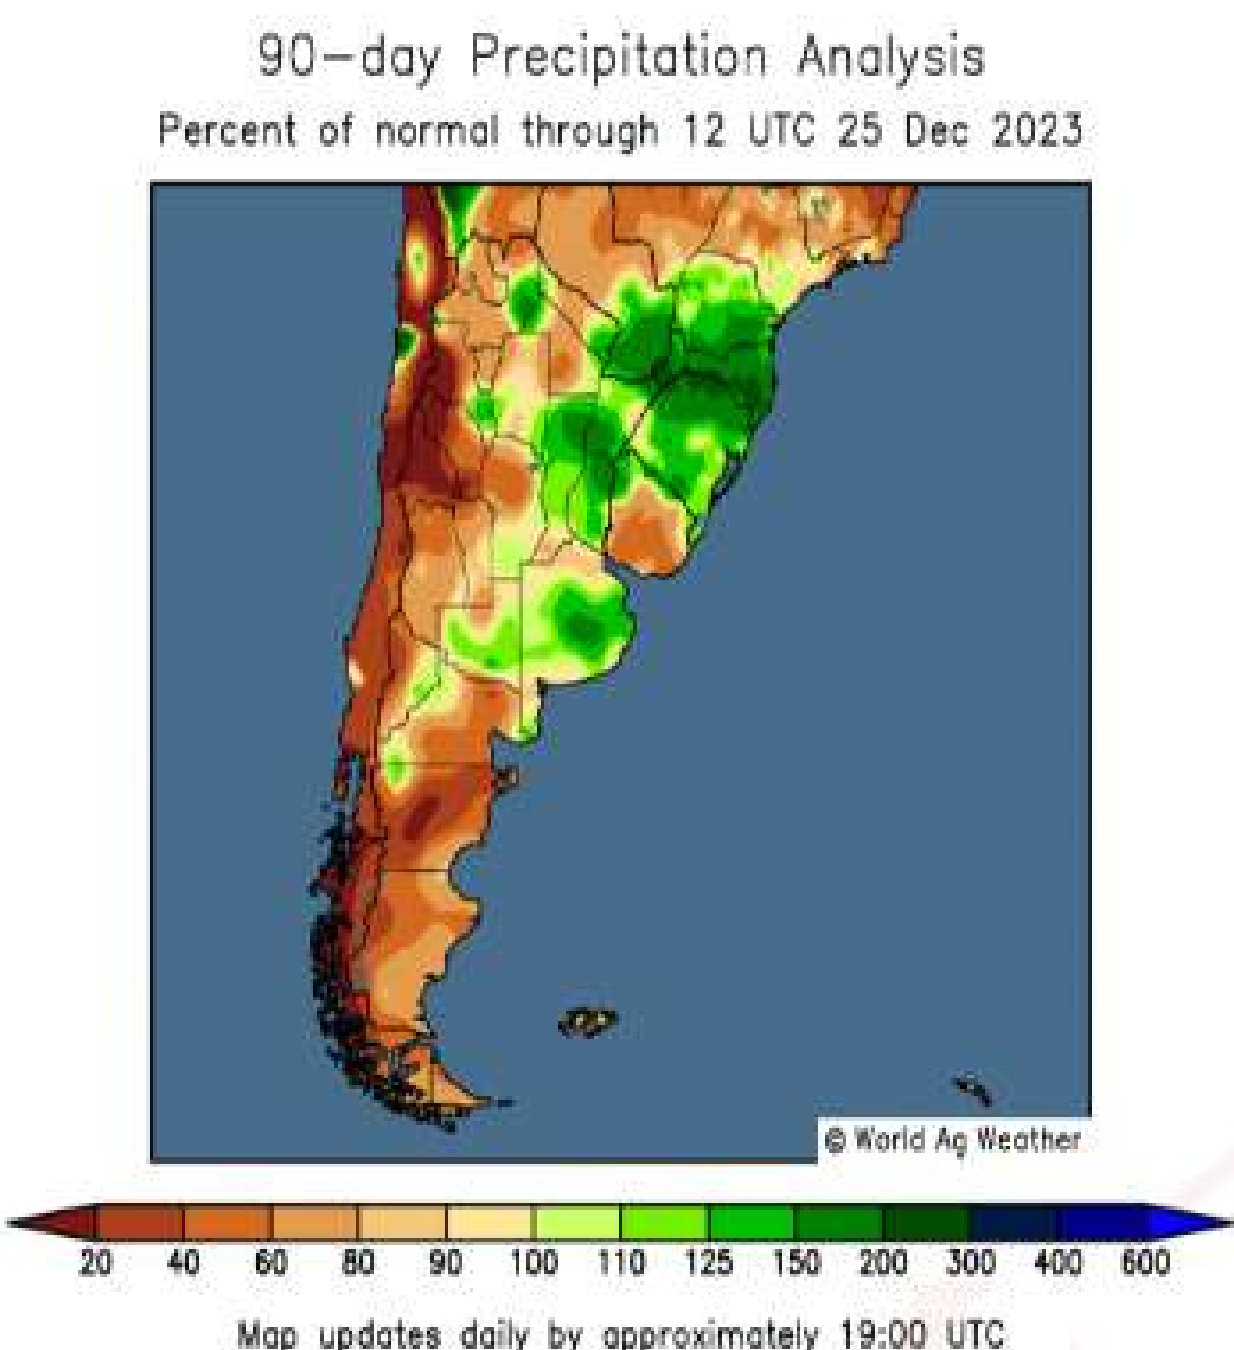 90-day Precipitation Analysis
Percent of normal through 12 UTC 25 Dec 2023
© World Ag Weather
20 40 60 80 90 100 110 125 150 200 300 400 600
Map updates daily by approximately 19:00 UTC